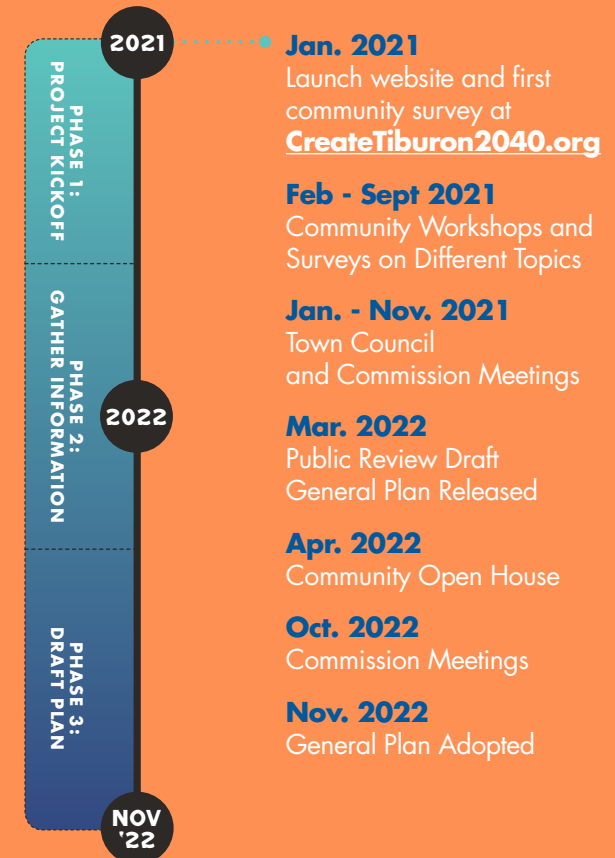 2021
PHASE 1:
PROJECT KICKOFF
PHASE 2:
GATHER INFORMATION
2022
PHASE 3:
DRAFT PLAN
NOV
'22
Jan. 2021
Launch website and first
community survey at
CreateTiburon2040.org
Feb - Sept 2021
Community Workshops and
Surveys on Different Topics
Jan. - Nov. 2021
Town Council
and Commission Meetings
Mar. 2022
Public Review Draft
General Plan Released
Apr. 2022
Community Open House
Oct. 2022
Commission Meetings
Nov. 2022
General Plan Adopted